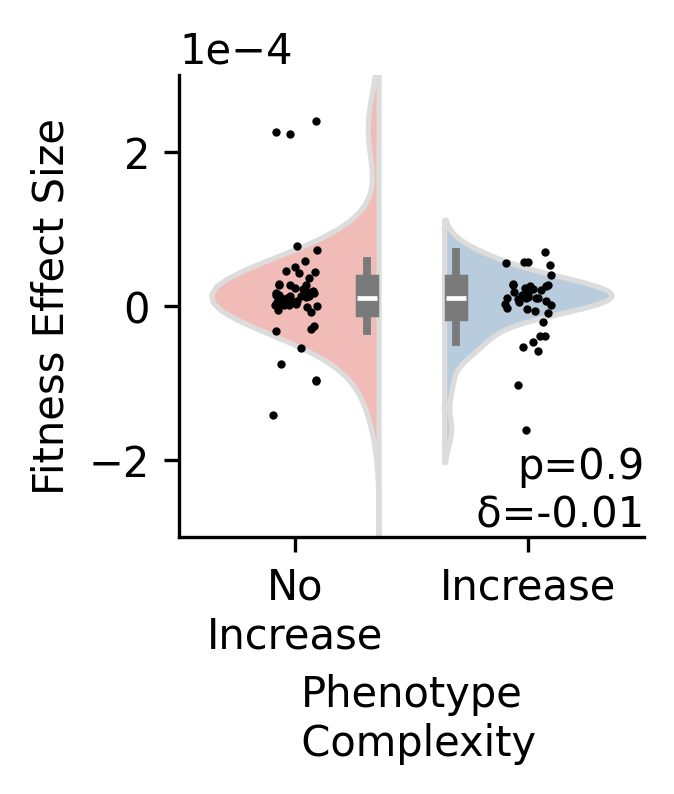 1e−4
Fitness Effect Size
2
0
−2
p=0.9
δ=-0.01
No
Increase
Increase
Phenotype
Complexity